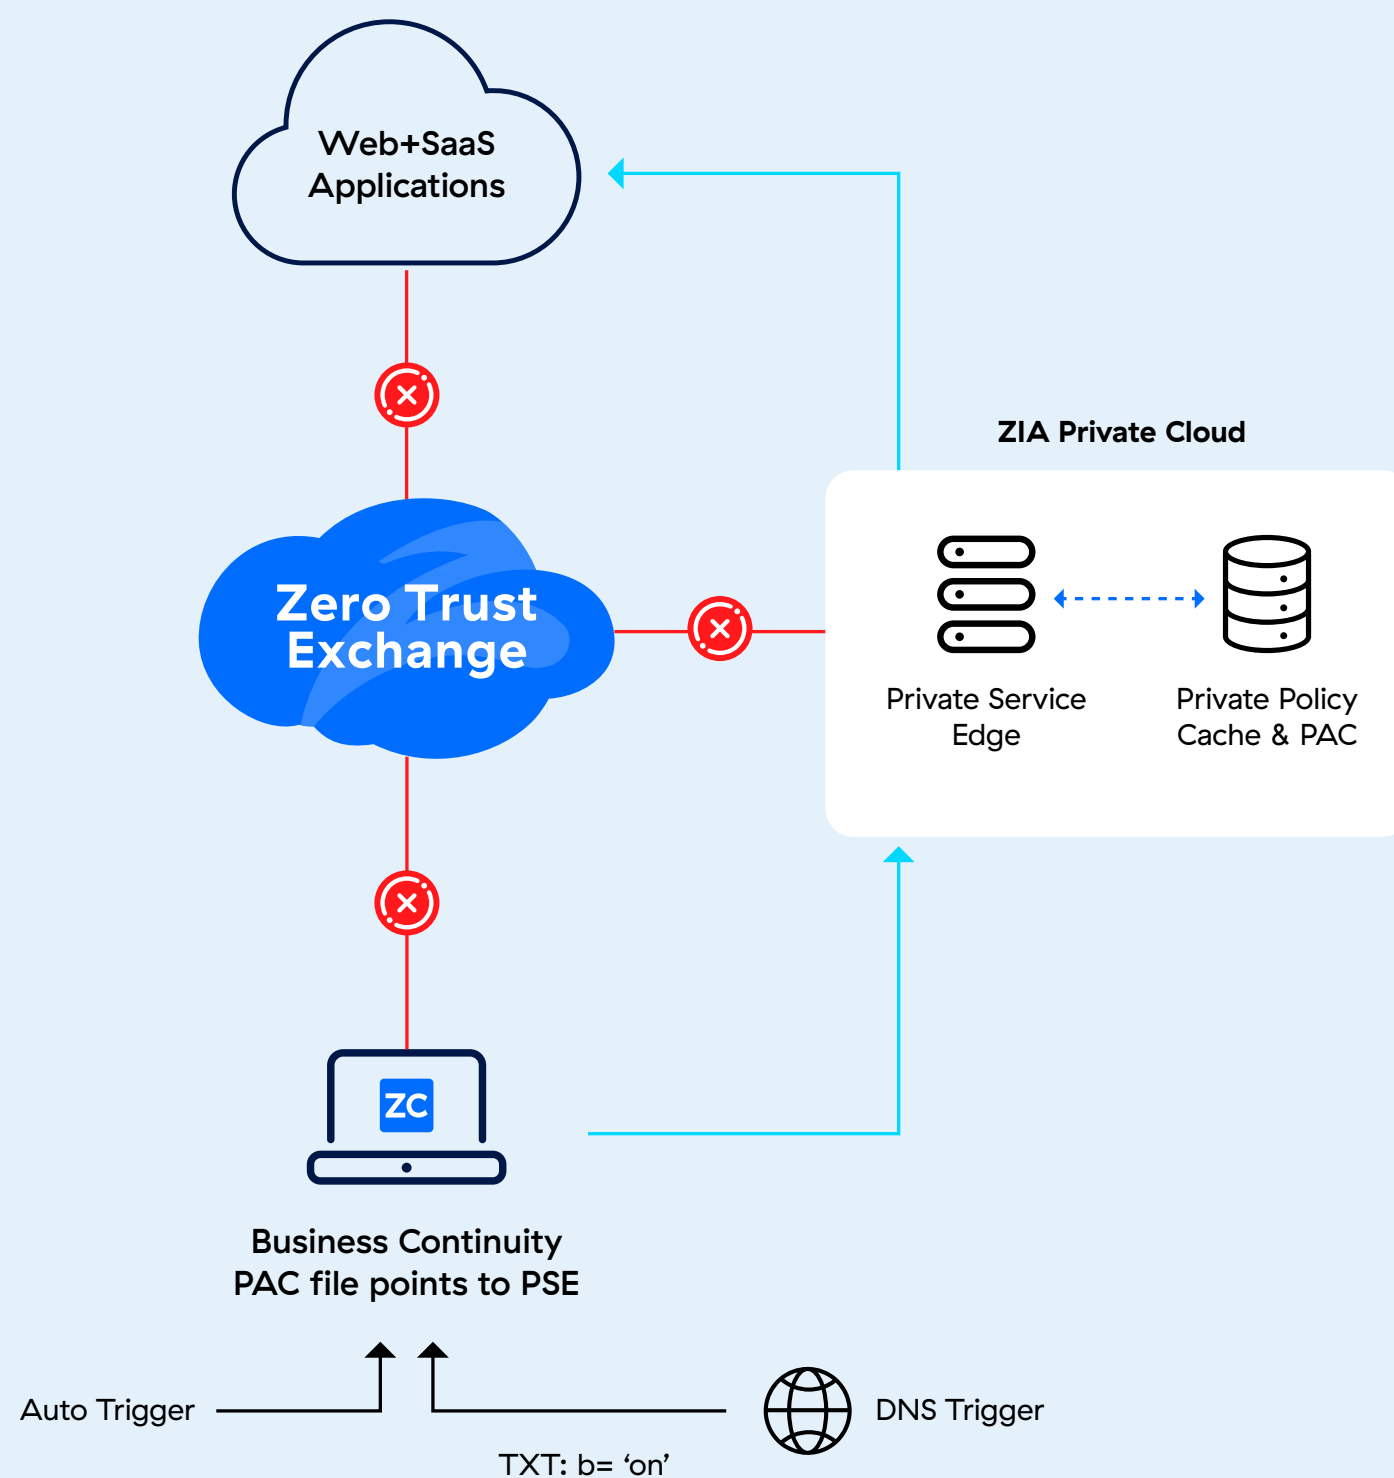 Web+SaaS
Applications
ZIA Private Cloud
Zero Trust
Exchange
Private Service
Edge
Private Policy
Cache & PAC
ZC
Business Continuity
PAC file points to PSE
Auto Trigger
DNS Trigger
TXT: b= ‘on’